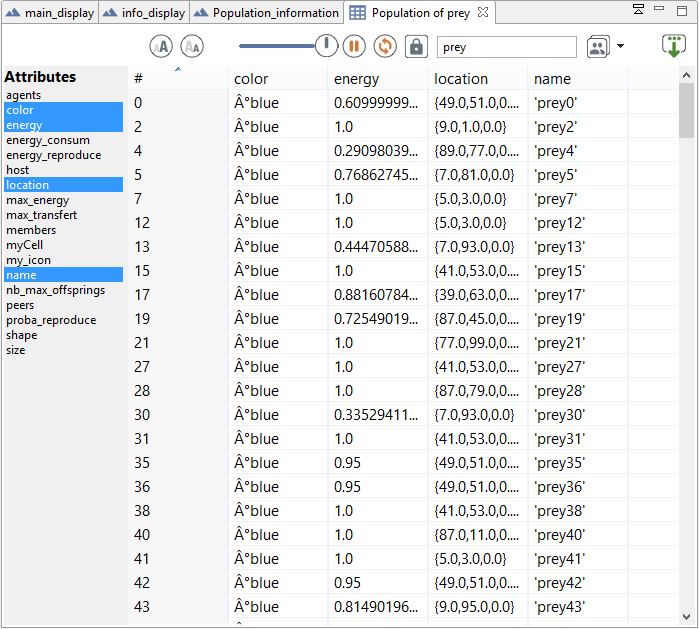 main_display info_display Population_information Population of prey
A A A A prey
Attributes
agents
color
energy
energy_consum
energy_reproduce
host
location
max_energy
max_transfert
members
myCell
my_icon
name
nb_max_offsprings
peers
proba_reproduce
shape
size
# color energy location name
0 Â°blue 0.60999999... {49.0,51.0,0.... 'prey0'
2 Â°blue 1.0 {9.0,1.0,0.0} 'prey2'
4 Â°blue 0.29098039... {89.0,77.0,0.... 'prey4'
5 Â°blue 0.76862745... {7.0,81.0,0.0} 'prey5'
7 Â°blue 1.0 {5.0,3.0,0.0} 'prey7'
12 Â°blue 1.0 {5.0,3.0,0.0} 'prey12'
13 Â°blue 0.44470588... {7.0,93.0,0.0} 'prey13'
15 Â°blue 1.0 {41.0,53.0,0.... 'prey15'
17 Â°blue 0.88160784... {39.0,63.0,0.... 'prey17'
19 Â°blue 0.72549019... {87.0,45.0,0.... 'prey19'
21 Â°blue 1.0 {77.0,99.0,0.... 'prey21'
27 Â°blue 1.0 {41.0,53.0,0.... 'prey27'
28 Â°blue 1.0 {87.0,79.0,0.... 'prey28'
30 Â°blue 0.33529411... {7.0,93.0,0.0} 'prey30'
31 Â°blue 1.0 {41.0,53.0,0.... 'prey31'
35 Â°blue 0.95 {49.0,51.0,0.... 'prey35'
36 Â°blue 0.95 {49.0,51.0,0.... 'prey36'
38 Â°blue 1.0 {41.0,53.0,0.... 'prey38'
40 Â°blue 1.0 {87.0,11.0,0.... 'prey40'
41 Â°blue 1.0 {5.0,3.0,0.0} 'prey41'
42 Â°blue 0.95 {49.0,51.0,0.... 'prey42'
43 Â°blue 0.81490196... {9.0,95.0,0.0} 'prey43'